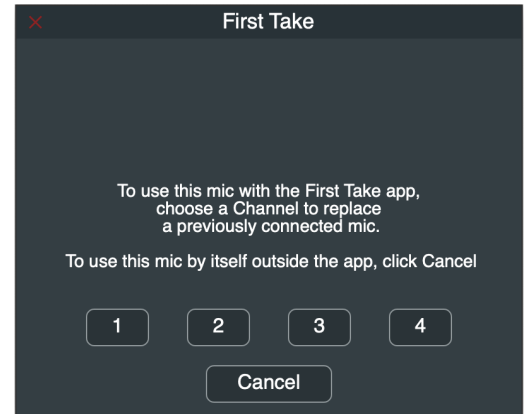 First Take
To use this mic with the First Take app,
choose a Channel to replace
a previously connected mic.
To use this mic by itself outside the app, click Cancel
1 2 3 4
Cancel